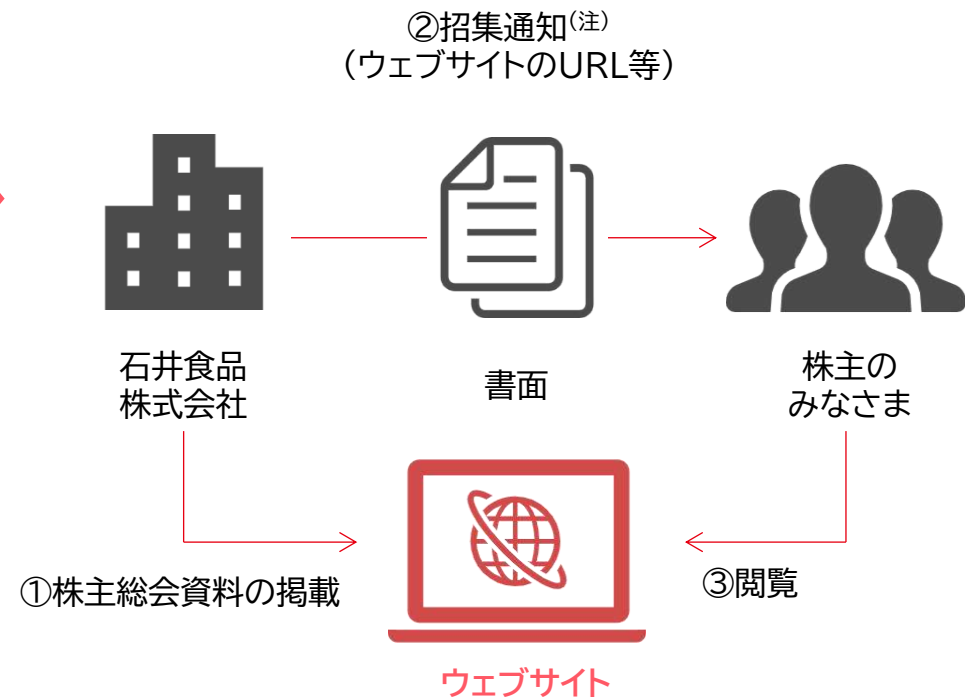 ②招集通知(注)
（ウェブサイトのURL等）
石井食品
株式会社
書面
株主の
みなさま
①株主総会資料の掲載
③閲覧
ウェブサイト